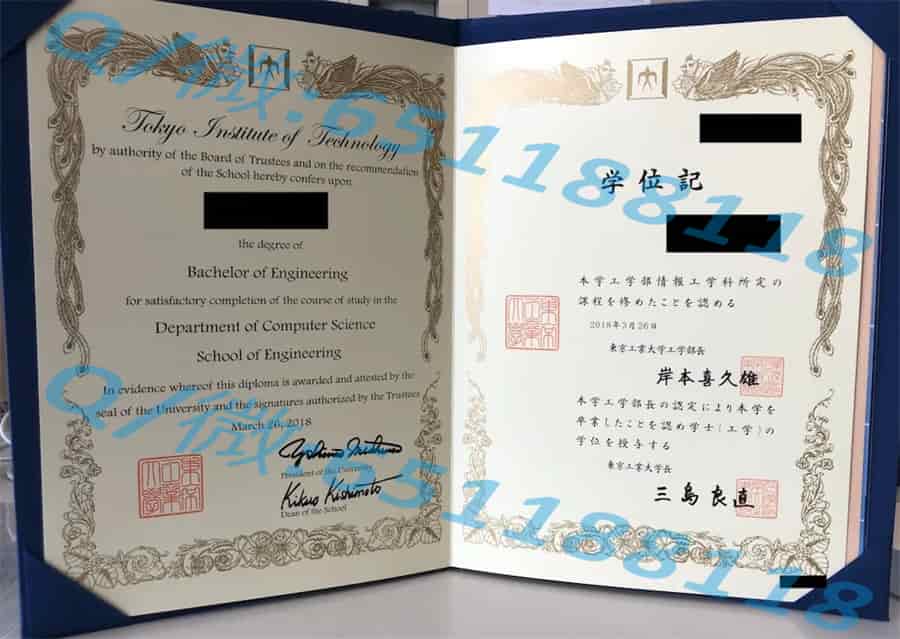 Tokyo Institute of Technology
by authority of the Board of Trustees and on the recommendation
of the School hereby confers upon
the degree of
Bachelor of Engineering
for satisfactory completion of the course of study in the
Department of Computer Science
School of Engineering
In evidence whereof this diploma is awarded and attested by the
seal of the University and the signatures authorized by the Trustees
March 26, 2018
President of the University
Kikuo Kishimoto
Dean of the School
学位記
本学工学部情報工学科所定の
課程を修めたことを認める
2018年3月26日
東京工業大学工学部長
岸本喜久雄
本学工学部長の認定により本学を
卒業したことを認め学士(工学)の
学位を授与する
東京工業大学長
三島良直
Q/微:65118118
Q/微:65118118